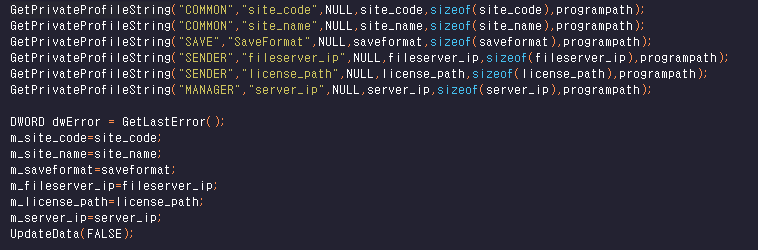 GetPrivateProfileString("COMMON","site_code",NULL,site_code,sizeof(site_code),programpath);
GetPrivateProfileString("COMMON","site_name",NULL,site_name,sizeof(site_name),programpath);
GetPrivateProfileString("SAVE","SaveFormat",NULL,saveformat,sizeof(saveformat),programpath);
GetPrivateProfileString("SENDER","fileserver_ip",NULL,fileserver_ip,sizeof(fileserver_ip),programpath);
GetPrivateProfileString("SENDER","license_path",NULL,license_path,sizeof(license_path),programpath);
GetPrivateProfileString("MANAGER","server_ip",NULL,server_ip,sizeof(server_ip),programpath);
DWORD dwError = GetLastError();
m_site_code=site_code;
m_site_name=site_name;
m_saveformat=saveformat;
m_fileserver_ip=fileserver_ip;
m_license_path=license_path;
m_server_ip=server_ip;
UpdateData(FALSE);